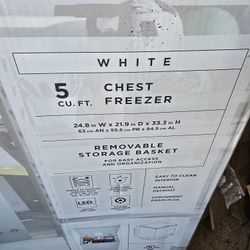 WHITE
5 CU. FT.
CHEST FREEZER
24.8 in W x 21.9 in D x 33.3 in H
63 cm AN x 55.5 cm PR x 84.5 cm AL
REMOVABLE
STORAGE BASKET
FOR EASY ACCESS
AND ORGANIZATION
EASY TO CLEAN
INTERIOR
MANUAL
DEFROST
CONVENIENT
DRAIN PLUG
LED